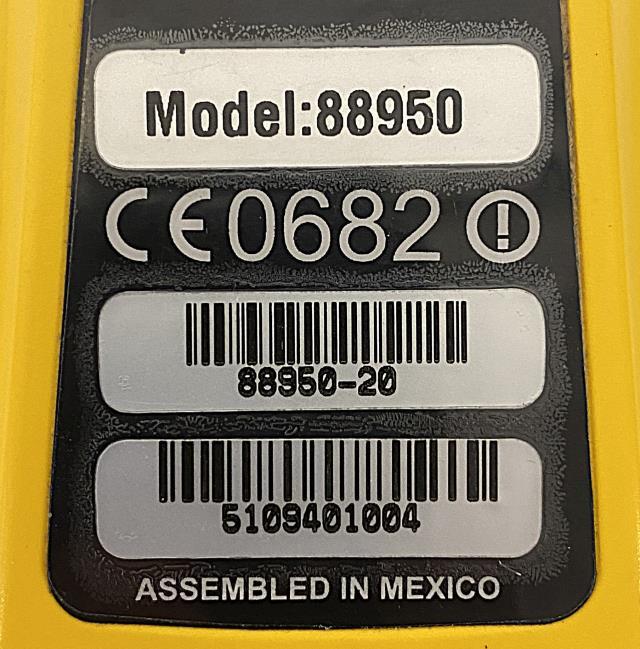 Model:88950
CE0682
88950-20
5109401004
ASSEMBLED IN MEXICO